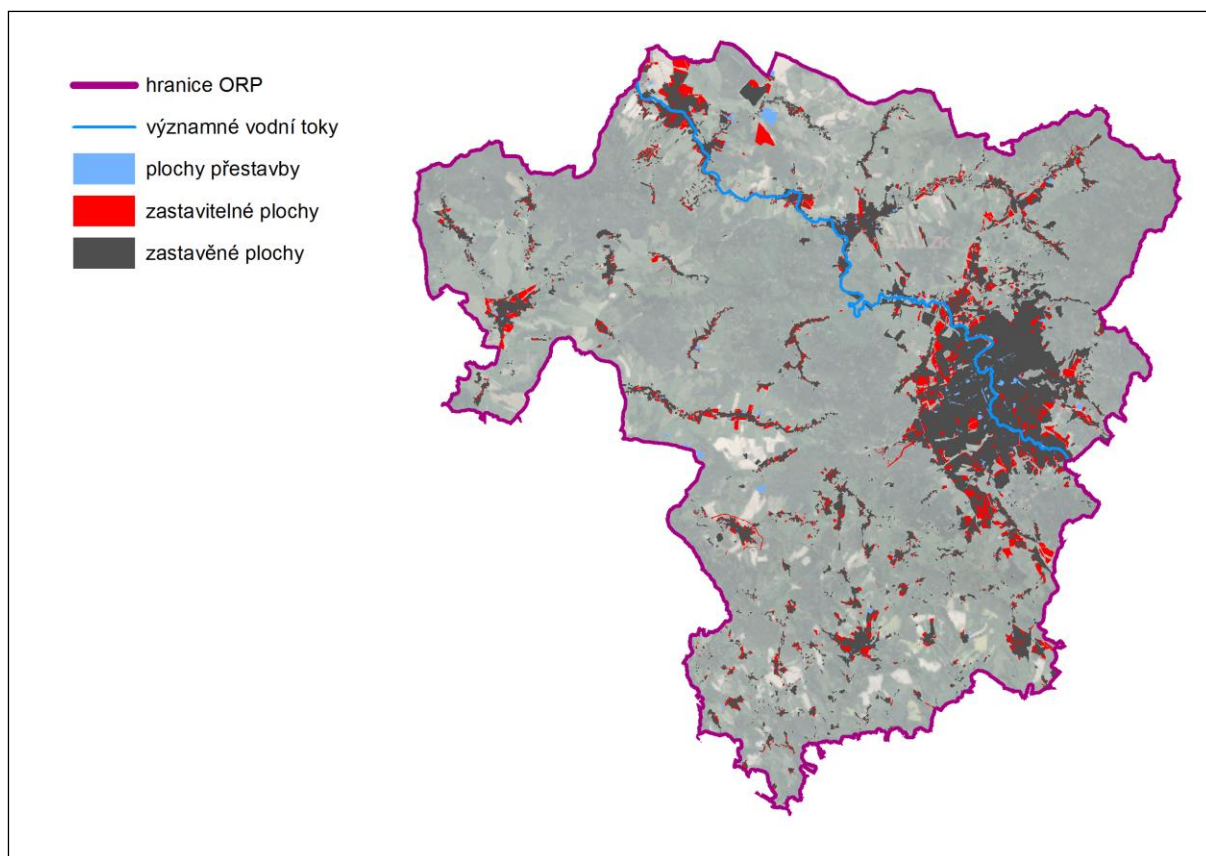 hranice ORP
významné vodní toky
plochy přestavby
zastavitelné plochy
zastavěné plochy